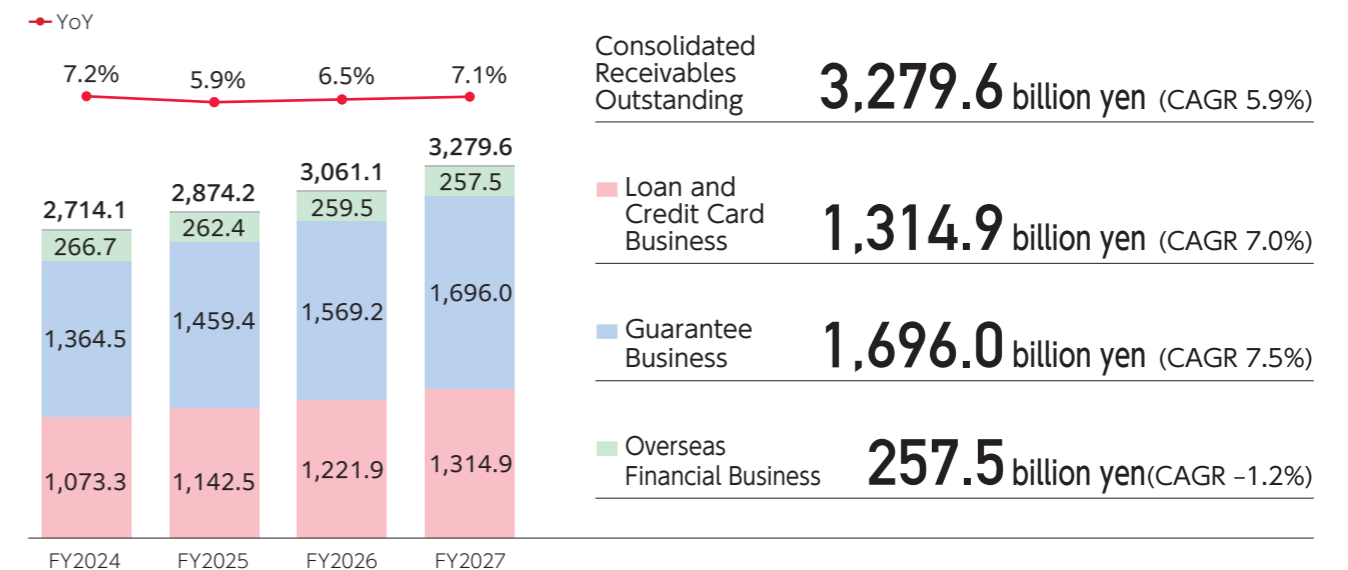 YoY
7.2%
5.9%
6.5%
7.1%
2,714.1
2,874.2
3,061.1
3,279.6
266.7
262.4
259.5
257.5
1,364.5
1,459.4
1,569.2
1,696.0
1,073.3
1,142.5
1,221.9
1,314.9
FY2024
FY2025
FY2026
FY2027
Consolidated
Receivables
Outstanding
3,279.6 billion yen (CAGR 5.9%)
Loan and
Credit Card
Business
1,314.9 billion yen (CAGR 7.0%)
Guarantee
Business
1,696.0 billion yen (CAGR 7.5%)
Overseas
Financial Business
257.5 billion yen(CAGR –1.2%)